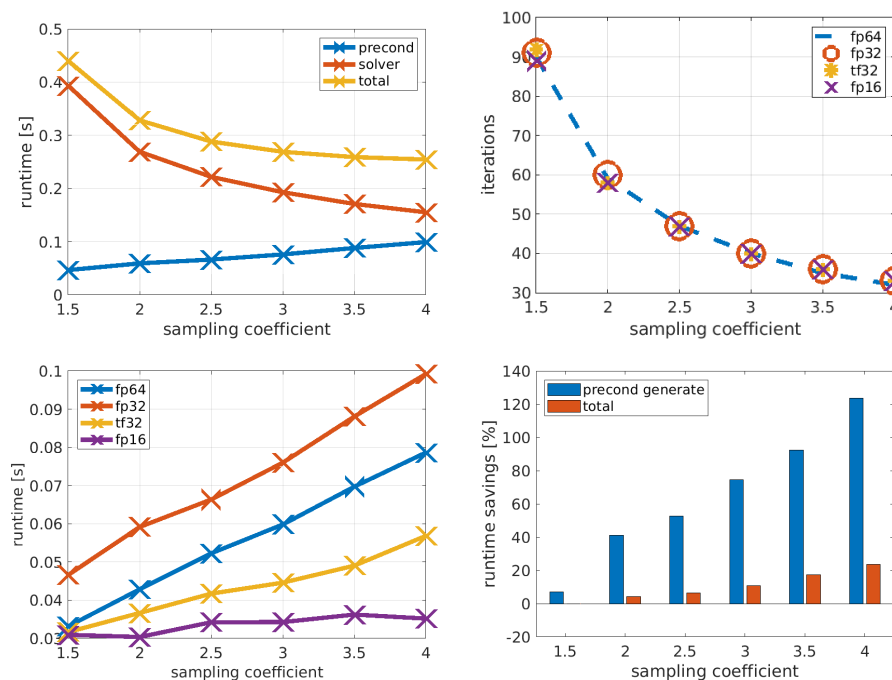 0.5
0.4
0.3
0.2
0.1
0
runtime [s]
precond
solver
total
1.5 2 2.5 3 3.5 4
sampling coefficient
iterations
100
90
80
70
60
50
40
30
iterations
fp64
fp32
tf32
fp16
1.5 2 2.5 3 3.5 4
sampling coefficient
0.1
0.09
0.08
0.07
0.06
0.05
0.04
0.03
runtime [s]
fp64
fp32
tf32
fp16
1.5 2 2.5 3 3.5 4
sampling coefficient
140
120
100
80
60
40
20
0
-20
runtime savings [%]
precond generate
total
1.5 2 2.5 3 3.5 4
sampling coefficient